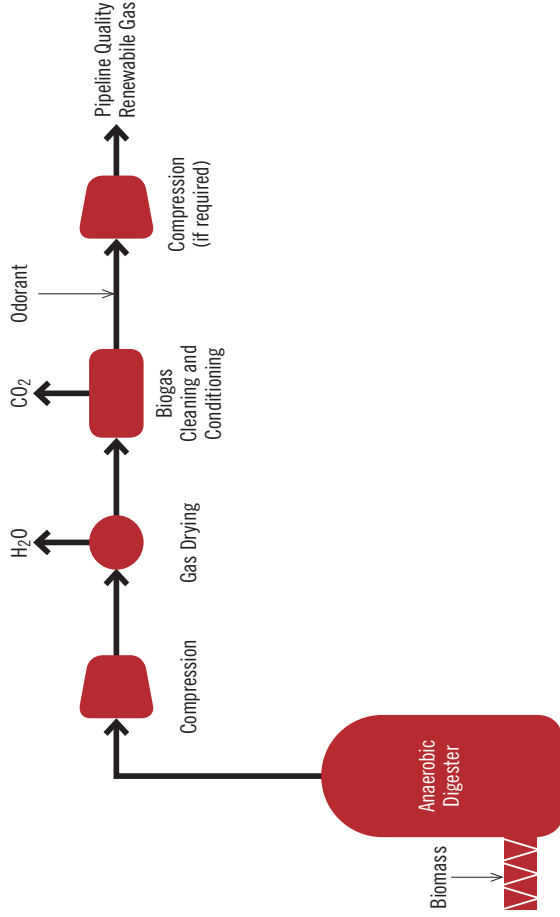 Biomass
Anaerobic
Digester
Compression
H2O
Gas Drying
CO2
Biogas
Cleaning and
Conditioning
Odorant
Compression
(if required)
Pipeline Quality
Renewabile Gas